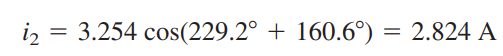 i₂ = 3.254 cos(229.2° + 160.6°) = 2.824 A